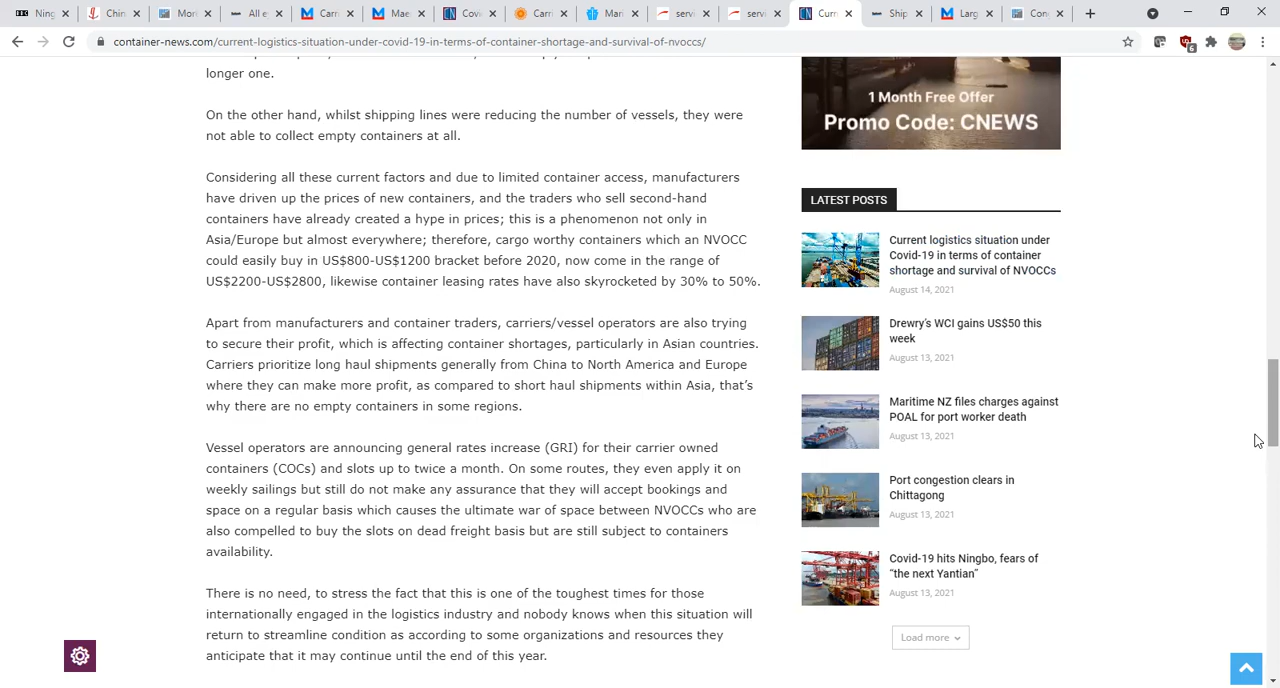 Ning
Chin
Mori
All e
Carr
Mae
Covi
Carri
Mari
servi
servi
Curr
Ship
Larg
Con
container-news.com/current-logistics-situation-under-covid-19-in-terms-of-container-shortage-and-survival-of-nvoccs/
6
longer one.
On the other hand, whilst shipping lines were reducing the number of vessels, they were
not able to collect empty containers at all.
Considering all these current factors and due to limited container access, manufacturers
have driven up the prices of new containers, and the traders who sell second-hand
containers have already created a hype in prices; this is a phenomenon not only in
Asia/Europe but almost everywhere; therefore, cargo worthy containers which an NVOCC
could easily buy in US$800-US$1200 bracket before 2020, now come in the range of
US$2200-US$2800, likewise container leasing rates have also skyrocketed by 30% to 50%.
Apart from manufacturers and container traders, carriers/vessel operators are also trying
to secure their profit, which is affecting container shortages, particularly in Asian countries.
Carriers prioritize long haul shipments generally from China to North America and Europe
where they can make more profit, as compared to short haul shipments within Asia, that's
why there are no empty containers in some regions.
Vessel operators are announcing general rates increase (GRI) for their carrier owned
containers (COCs) and slots up to twice a month. On some routes, they even apply it on
weekly sailings but still do not make any assurance that they will accept bookings and
space on a regular basis which causes the ultimate war of space between NVOCCs who are
also compelled to buy the slots on dead freight basis but are still subject to containers
availability.
There is no need, to stress the fact that this is one of the toughest times for those
internationally engaged in the logistics industry and nobody knows when this situation will
return to streamline condition as according to some organizations and resources they
anticipate that it may continue until the end of this year.
1 Month Free Offer
Promo Code: CNEWS
LATEST POSTS
Current logistics situation under
Covid-19 in terms of container
shortage and survival of NVOCCs
August 14, 2021
Drewry's WCI gains US$50 this
week
August 13, 2021
Maritime NZ files charges against
POAL for port worker death
August 13, 2021
Port congestion clears in
Chittagong
August 13, 2021
Covid-19 hits Ningbo, fears of
"the next Yantian"
August 13, 2021
Load more